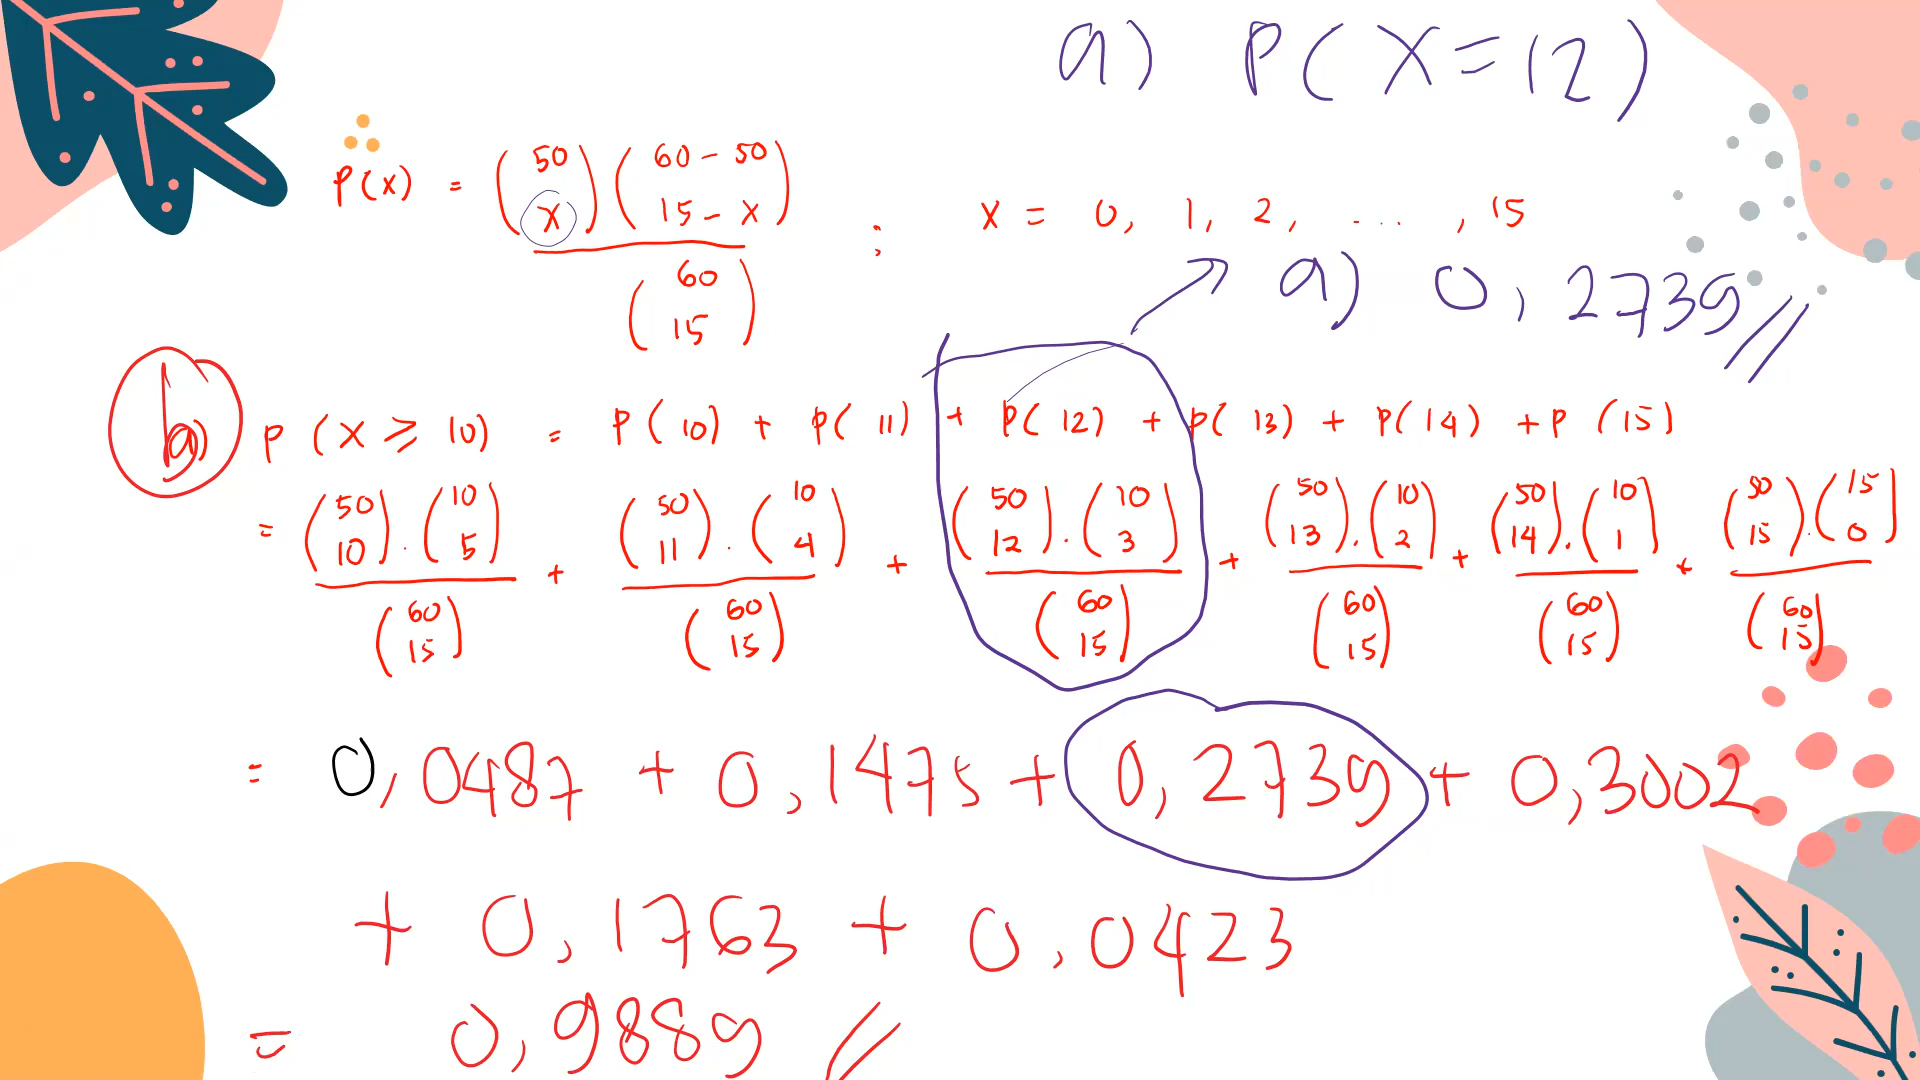 a) P(X=12)
P(x) = (50 x)(60-50 15-x) / (60 15) ; x = 0, 1, 2, ..., 15
a) 0,2739//
b) a) P(X ≥ 10) = P(10) + P(11) + P(12) + P(13) + P(14) + P(15)
= (50 10).(10 5) / (60 15) + (50 11).(10 4) / (60 15) + (50 12).(10 3) / (60 15) + (50 13).(10 2) / (60 15) + (50 14).(10 1) / (60 15) + (50 15).(15 0) / (60 15)
= 0,0487 + 0,1475 + 0,2739 + 0,3002
+ 0,1763 + 0,0423
= 0,9889 //